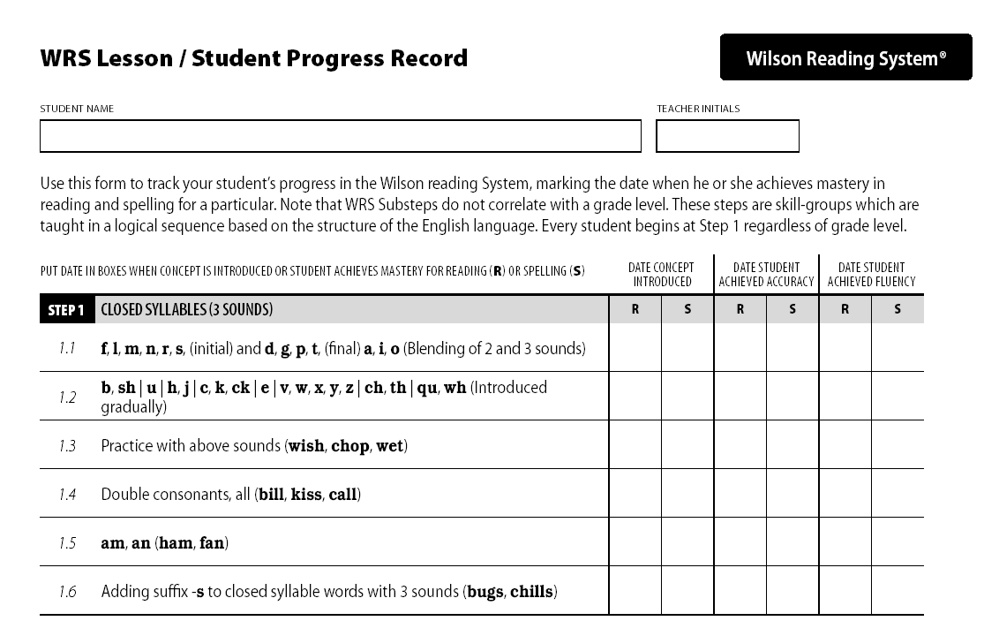 WRS Lesson / Student Progress Record
Wilson Reading System®
STUDENT NAME
TEACHER INITIALS
Use this form to track your student's progress in the Wilson reading System, marking the date when he or she achieves mastery in
reading and spelling for a particular. Note that WRS Substeps do not correlate with a grade level. These steps are skill-groups which are
taught in a logical sequence based on the structure of the English language. Every student begins at Step 1 regardless of grade level.
PUT DATE IN BOXES WHEN CONCEPT IS INTRODUCED OR STUDENT ACHIEVES MASTERY FOR READING (R) OR SPELLING (S)
DATE CONCEPT
INTRODUCED
DATE STUDENT
ACHIEVED ACCURACY
DATE STUDENT
ACHIEVED FLUENCY
STEP 1 CLOSED SYLLABLES (3 SOUNDS) R S R S R S
1.1 f, l, m, n, r, s, (initial) and d, g, p, t, (final) a, i, o (Blending of 2 and 3 sounds)
1.2 b, sh | u | h, j | c, k, ck | e | v, w, x, y, z | ch, th | qu, wh (Introduced
gradually)
1.3 Practice with above sounds (wish, chop, wet)
1.4 Double consonants, all (bill, kiss, call)
1.5 am, an (ham, fan)
1.6 Adding suffix -s to closed syllable words with 3 sounds (bugs, chills)